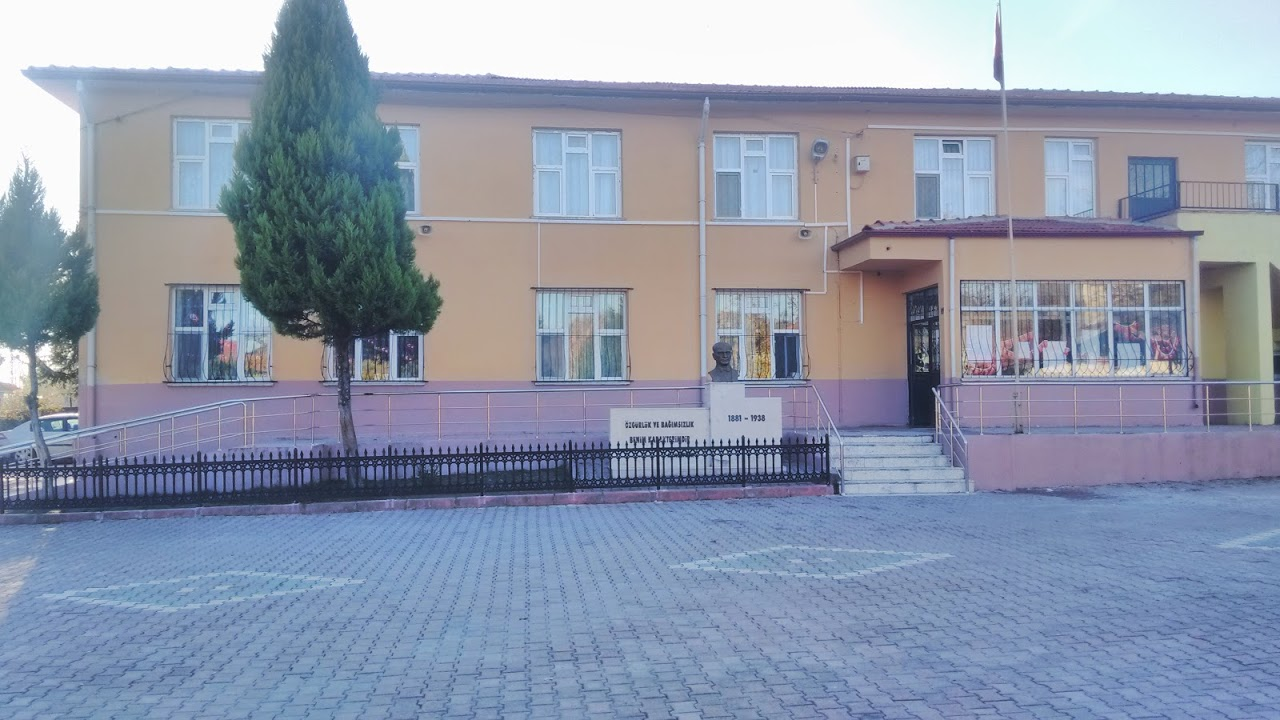 ÖZGÜRLÜK VE BAĞIMSIZLIK
BENİM KARAKTERİMDİR
1881 - 1938